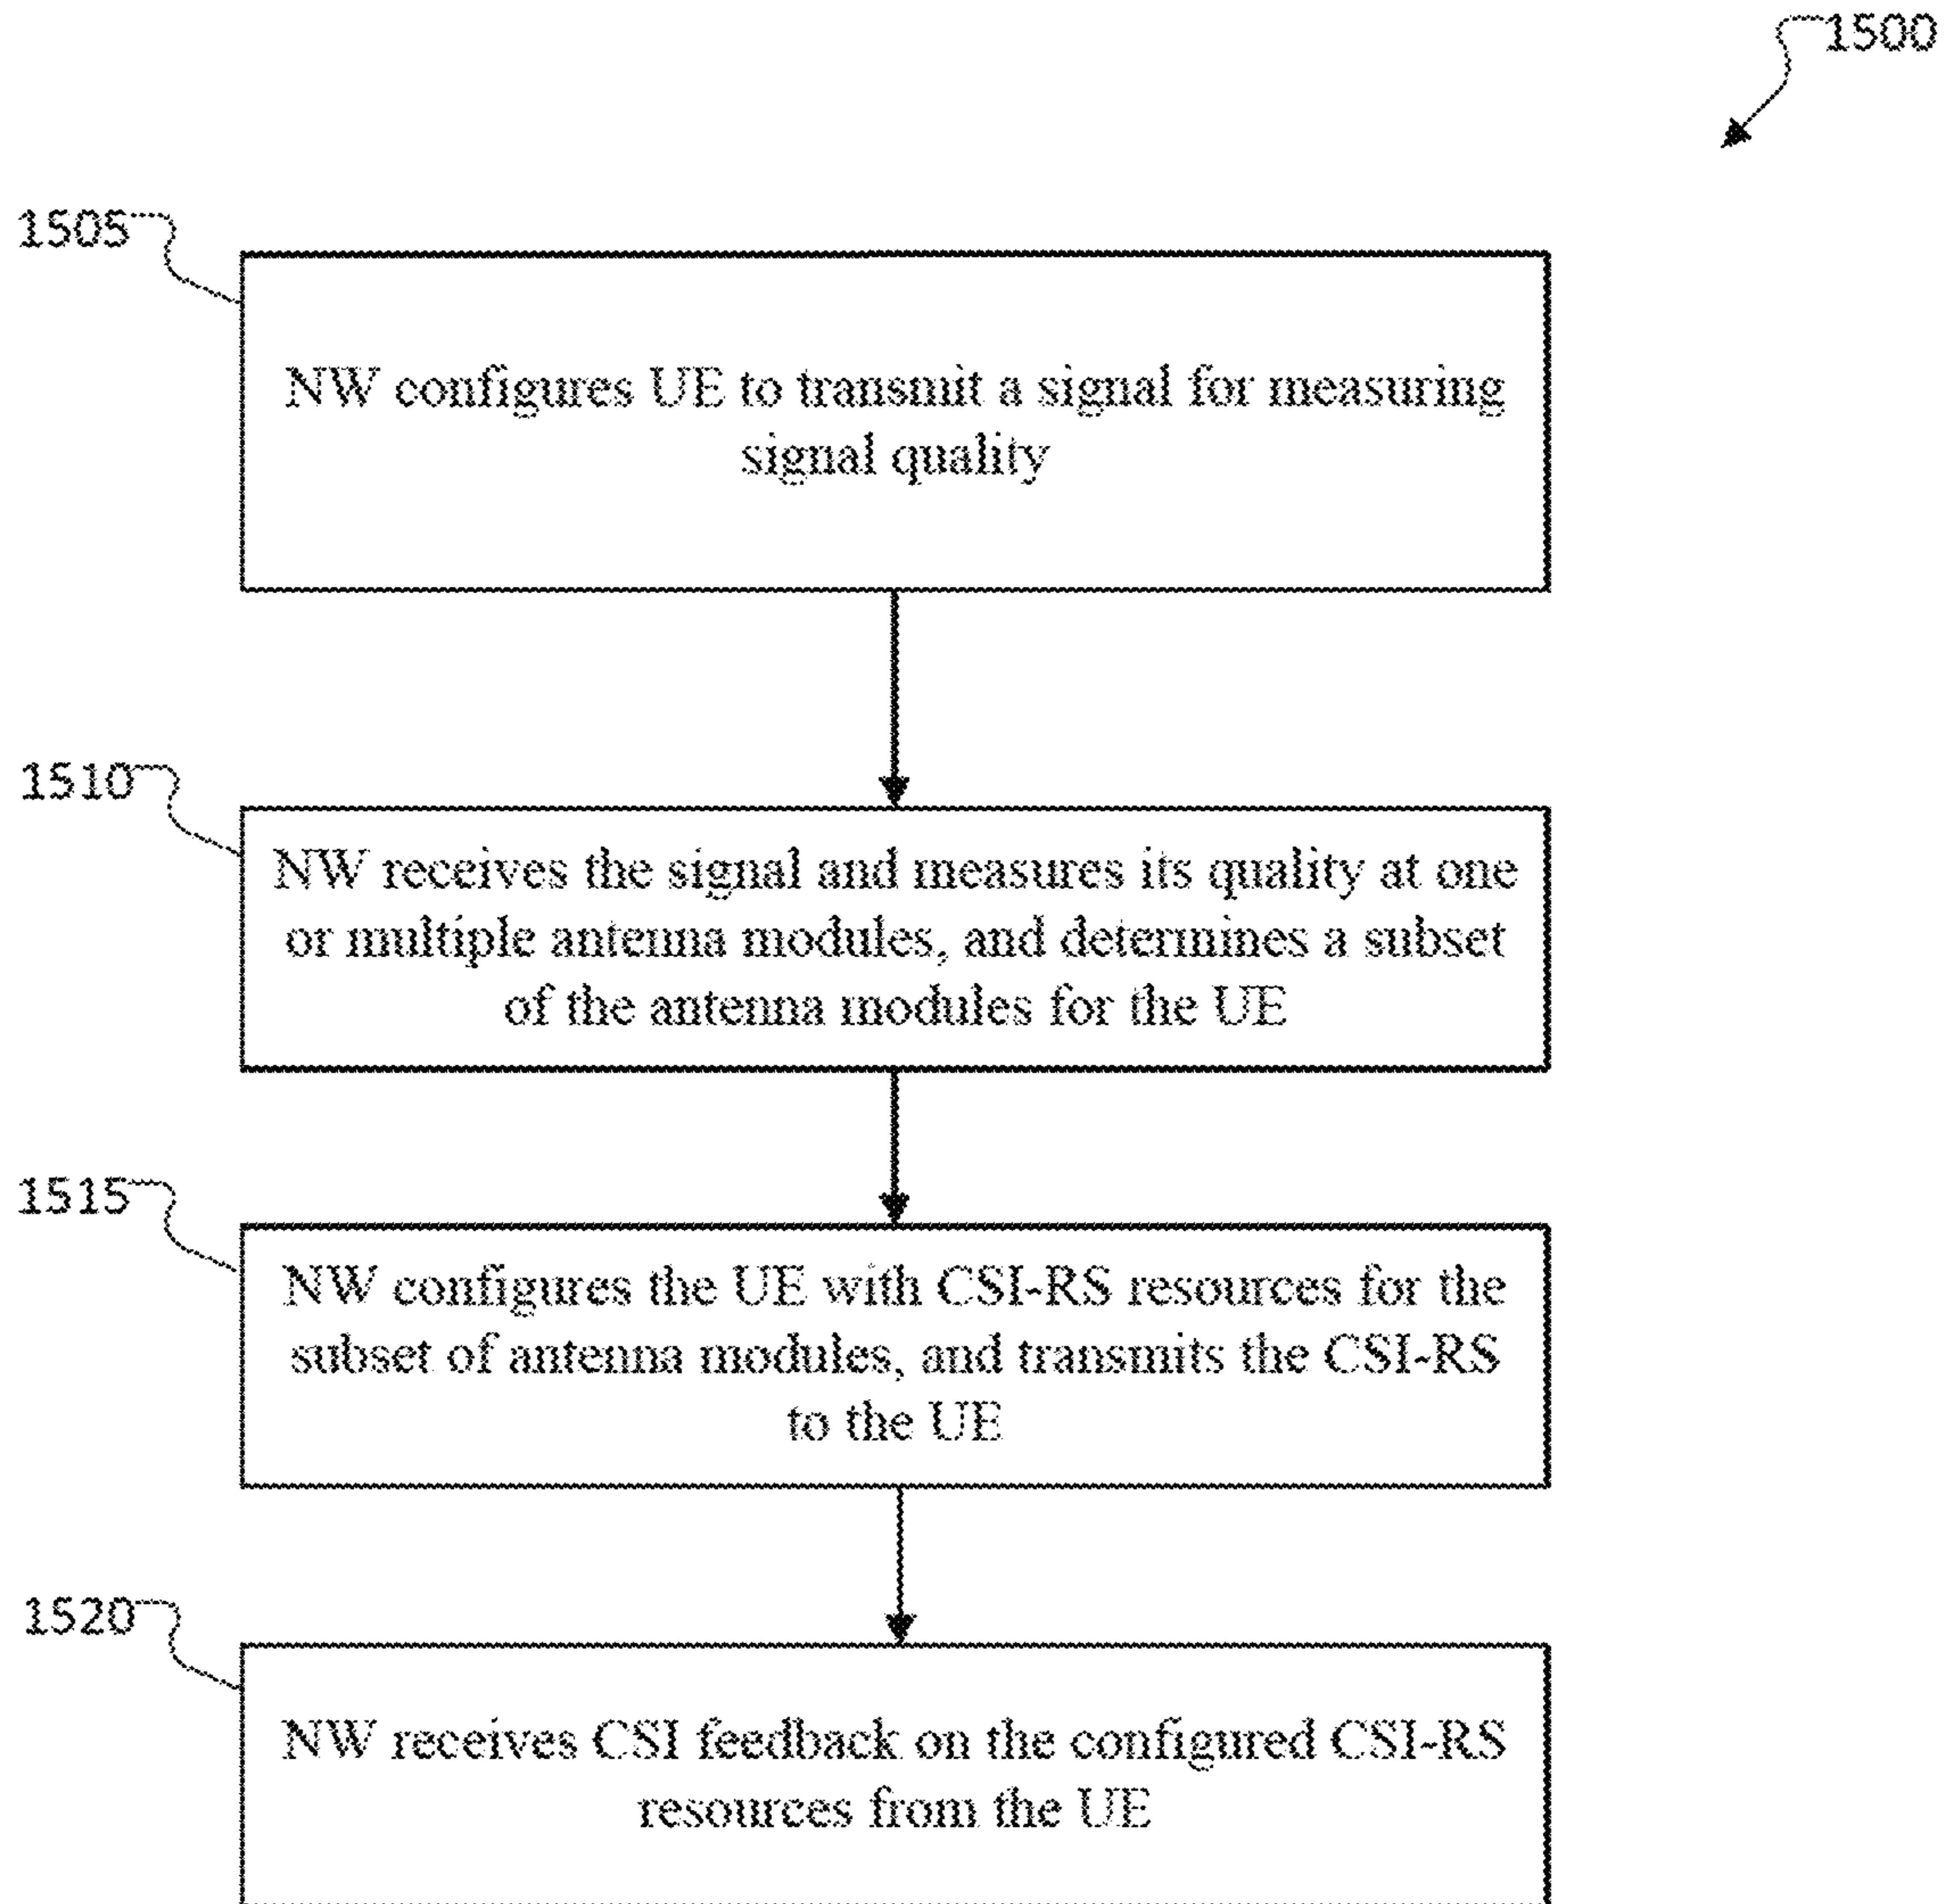 1500
1505
NW configures UE to transmit a signal for measuring
signal quality
1510
NW receives the signal and measures its quality at one
or multiple antenna modules, and determines a subset
of the antenna modules for the UE
1515
NW configures the UE with CSI-RS resources for the
subset of antenna modules, and transmits the CSI-RS
to the UE
1520
NW receives CSI feedback on the configured CSI-RS
resources from the UE